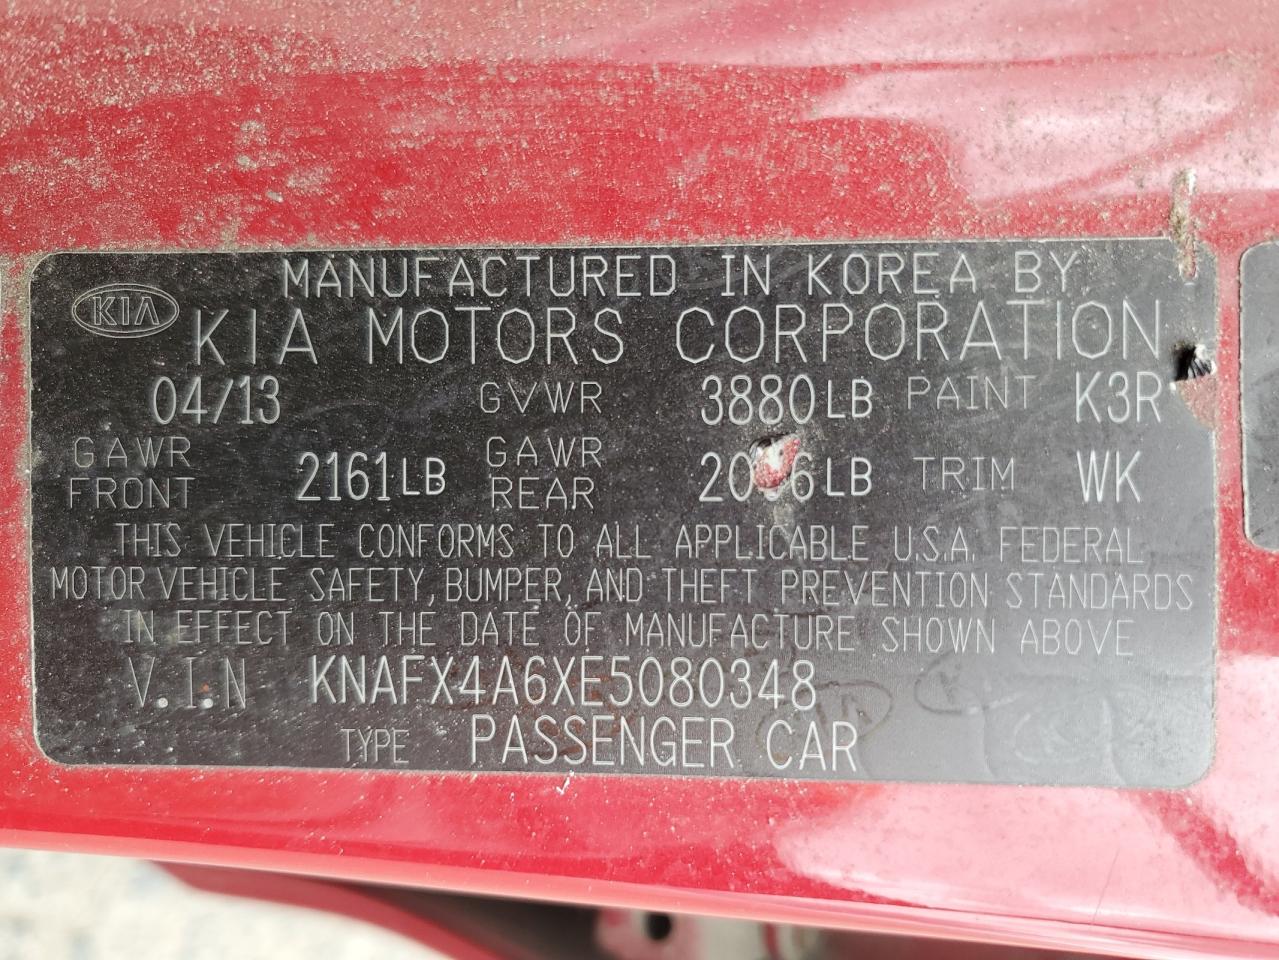 MANUFACTURED IN KOREA BY
KIA
KIA MOTORS CORPORATION
04/13 GVWR 3880LB PAINT K3R
GAWR FRONT 2161LB GAWR REAR TRIM WK
THIS VEHICLE CONFORMS TO ALL APPLICABLE U.S.A. FEDERAL
MOTOR VEHICLE SAFETY, BUMPER, AND THEFT PREVENTION STANDARDS
IN EFFECT ON THE DATE OF MANUFACTURE SHOWN ABOVE
V.I.N KNAFX4A6XE5080348
TYPE PASSENGER CAR